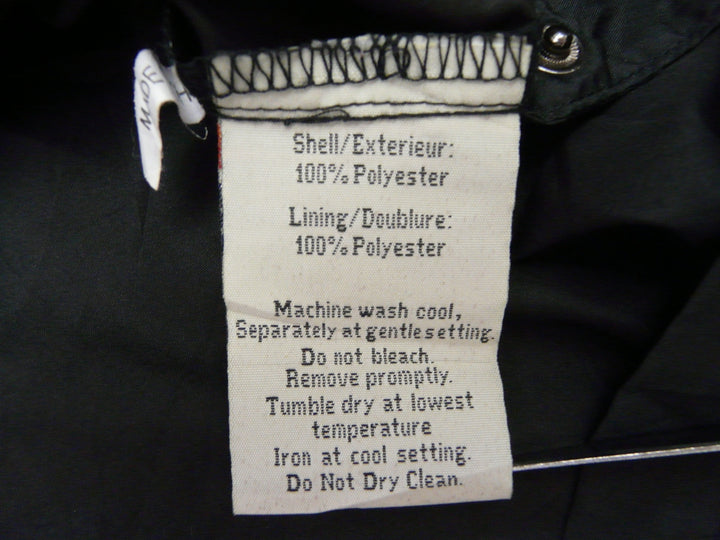 Shell/Exterieur:
100% Polyester
Lining/Doublure:
100% Polyester
Machine wash cool,
Separately at gentle setting.
Do not bleach.
Remove promptly.
Tumble dry at lowest
temperature
Iron at cool setting.
Do Not Dry Clean.